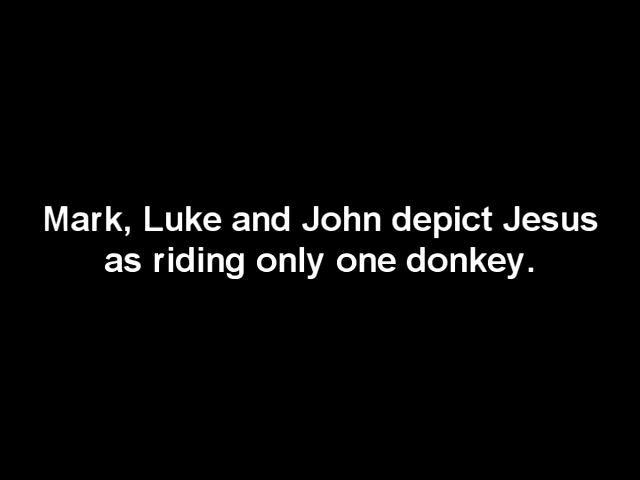 Mark, Luke and John depict Jesus
as riding only one donkey.